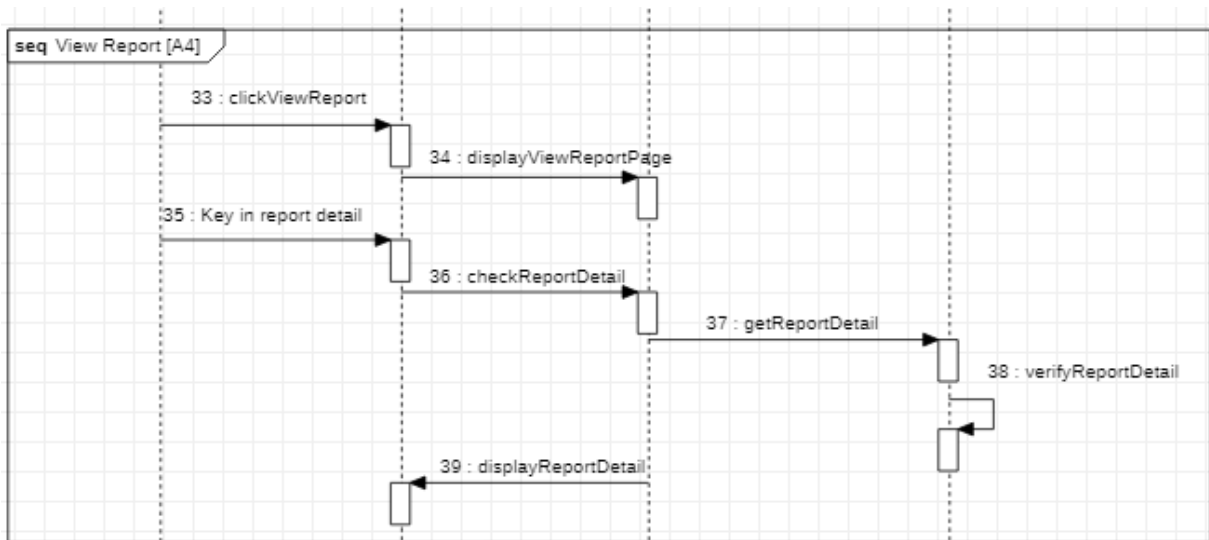 seq View Report [A4]
33 : clickViewReport
34 : displayViewReportPage
35 : Key in report detail
36 : checkReportDetail
37 : getReportDetail
38 : verifyReportDetail
39 : displayReportDetail